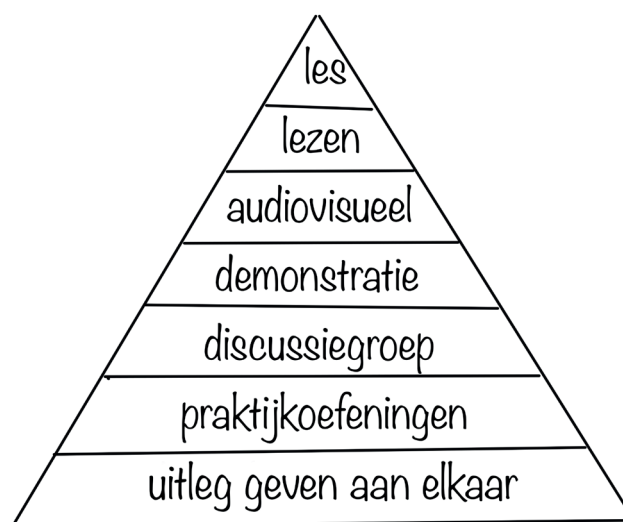 les
lezen
audiovisueel
demonstratie
discussiegroep
praktijkoefeningen
uitleg geven aan elkaar